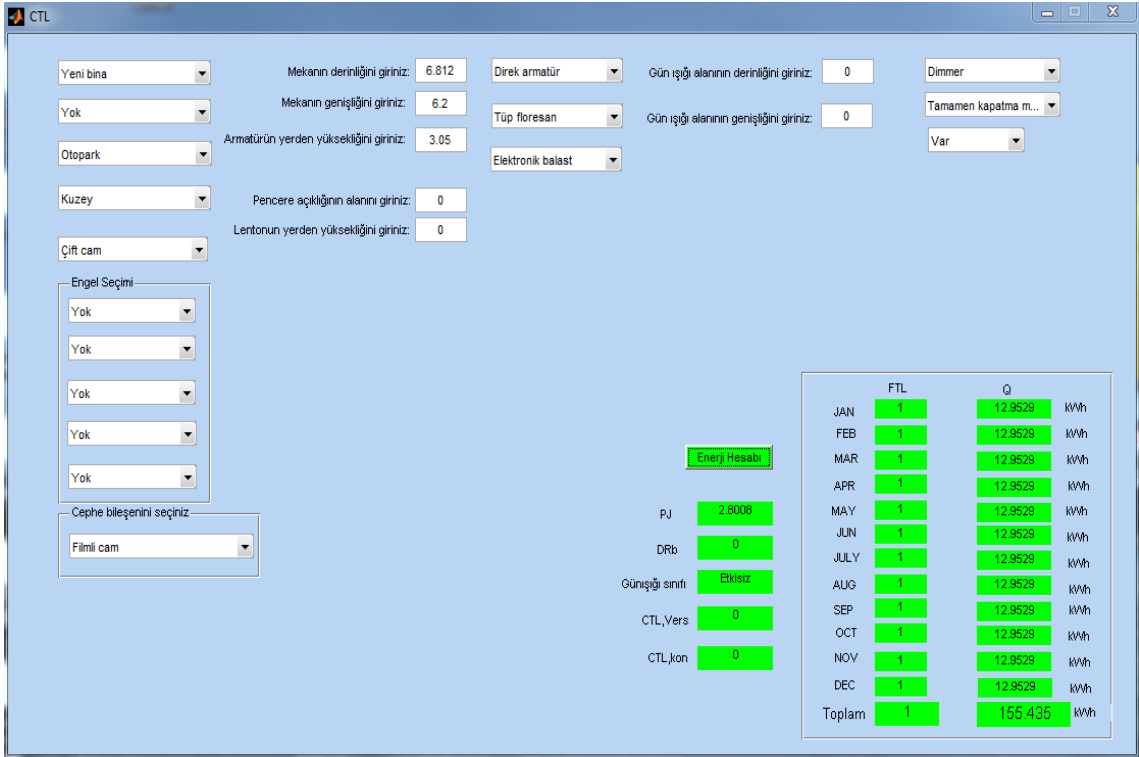 CTL
Yeni bina
Yok
Otopark
Kuzey
Çift cam
Mekanın derinliğini giriniz: 6.812
Mekanın genişliğini giriniz: 6.2
Armatürün yerden yüksekliğini giriniz: 3.05
Pencere açıklığının alanını giriniz: 0
Lentonun yerden yüksekliğini giriniz: 0
Direk armatür
Tüp floresan
Elektronik balast
Gün ışığı alanının derinliğini giriniz: 0
Gün ışığı alanının genişliğini giriniz: 0
Dimmer
Tamamen kapatma m...
Var
Engel Seçimi
Yok
Yok
Yok
Yok
Yok
Cephe bileşenini seçiniz
Filmli cam
Enerji Hesabı
PJ 2.8008
DRb 0
Günışığı sınıfı Etkisiz
CTL,Vers 0
CTL,kon 0
FTL Q
JAN 1 12.9529 kWh
FEB 1 12.9529 kWh
MAR 1 12.9529 kWh
APR 1 12.9529 kWh
MAY 1 12.9529 kWh
JUN 1 12.9529 kWh
JULY 1 12.9529 kWh
AUG 1 12.9529 kWh
SEP 1 12.9529 kWh
OCT 1 12.9529 kWh
NOV 1 12.9529 kWh
DEC 1 12.9529 kWh
Toplam 1 155.435 kWh